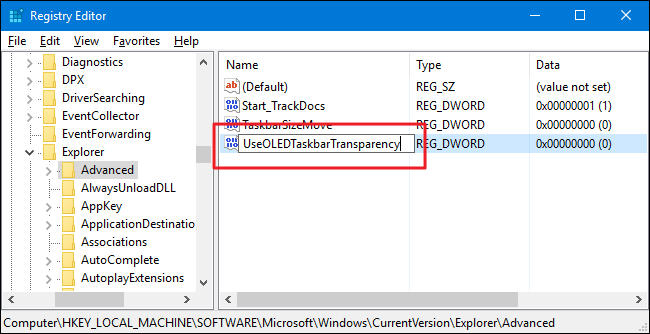 Registry Editor
File Edit View Favorites Help
Diagnostics
DPX
DriverSearching
EventCollector
EventForwarding
Explorer
Advanced
AlwaysUnloadDLL
AppKey
ApplicationDestinatio
Associations
AutoComplete
AutoplayExtensions
Name Type Data
(Default) REG_SZ (value not set)
Start_TrackDocs REG_DWORD 0x00000001 (1)
TaskbarSizeMove REG_DWORD 0x00000000 (0)
UseOLEDTaskbarTransparency REG_DWORD 0x00000000 (0)
Computer\HKEY_LOCAL_MACHINE\SOFTWARE\Microsoft\Windows\CurrentVersion\Explorer\Advanced